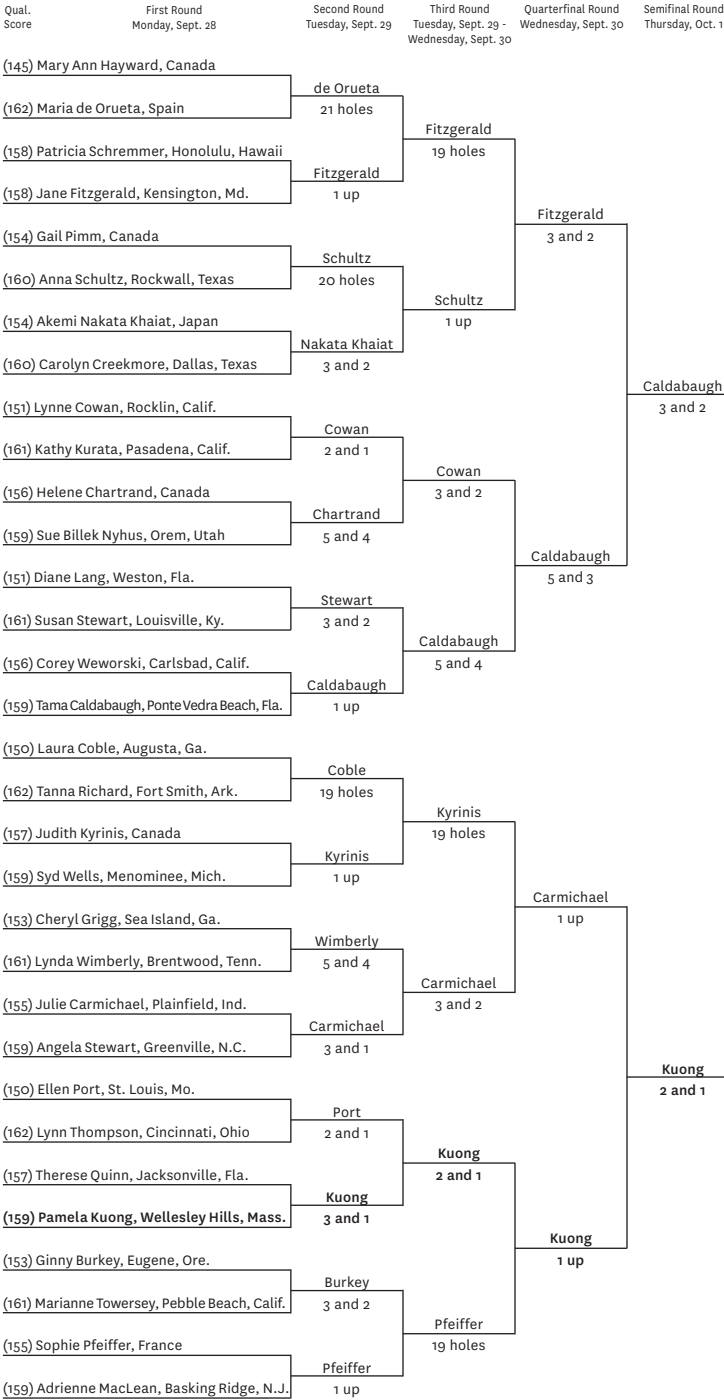 Qual. Score
First Round
Monday, Sept. 28
Second Round
Tuesday, Sept. 29
Third Round
Tuesday, Sept. 29 -
Wednesday, Sept. 30
Quarterfinal Round
Wednesday, Sept. 30
Semifinal Round
Thursday, Oct. 1
(145) Mary Ann Hayward, Canada
de Orueta
(162) Maria de Orueta, Spain
21 holes
Fitzgerald
(158) Patricia Schremmer, Honolulu, Hawaii
19 holes
Fitzgerald
(158) Jane Fitzgerald, Kensington, Md.
1 up
Fitzgerald
(154) Gail Pimm, Canada
3 and 2
Schultz
(160) Anna Schultz, Rockwall, Texas
20 holes
Schultz
(154) Akemi Nakata Khaiat, Japan
1 up
Nakata Khaiat
(160) Carolyn Creekmore, Dallas, Texas
3 and 2
Caldabaugh
(151) Lynne Cowan, Rocklin, Calif.
3 and 2
Cowan
(161) Kathy Kurata, Pasadena, Calif.
2 and 1
Cowan
(156) Helene Chartrand, Canada
3 and 2
Chartrand
(159) Sue Billek Nyhus, Orem, Utah
5 and 4
Caldabaugh
(151) Diane Lang, Weston, Fla.
5 and 3
Stewart
(161) Susan Stewart, Louisville, Ky.
3 and 2
Caldabaugh
(156) Corey Weworski, Carlsbad, Calif.
5 and 4
Caldabaugh
(159) Tama Caldabaugh, Ponte Vedra Beach, Fla.
1 up
(150) Laura Coble, Augusta, Ga.
Coble
(162) Tanna Richard, Fort Smith, Ark.
19 holes
Kyrinis
(157) Judith Kyrinis, Canada
19 holes
Kyrinis
(159) Syd Wells, Menominee, Mich.
1 up
Carmichael
(153) Cheryl Grigg, Sea Island, Ga.
1 up
Wimberly
(161) Lynda Wimberly, Brentwood, Tenn.
5 and 4
Carmichael
(155) Julie Carmichael, Plainfield, Ind.
3 and 2
Carmichael
(159) Angela Stewart, Greenville, N.C.
3 and 1
Kuong
(150) Ellen Port, St. Louis, Mo.
2 and 1
Port
(162) Lynn Thompson, Cincinnati, Ohio
2 and 1
Kuong
(157) Therese Quinn, Jacksonville, Fla.
2 and 1
Kuong
(159) Pamela Kuong, Wellesley Hills, Mass.
3 and 1
Kuong
(153) Ginny Burkey, Eugene, Ore.
1 up
Burkey
(161) Marianne Towersey, Pebble Beach, Calif.
3 and 2
Pfeiffer
(155) Sophie Pfeiffer, France
19 holes
Pfeiffer
(159) Adrienne MacLean, Basking Ridge, N.J.
1 up